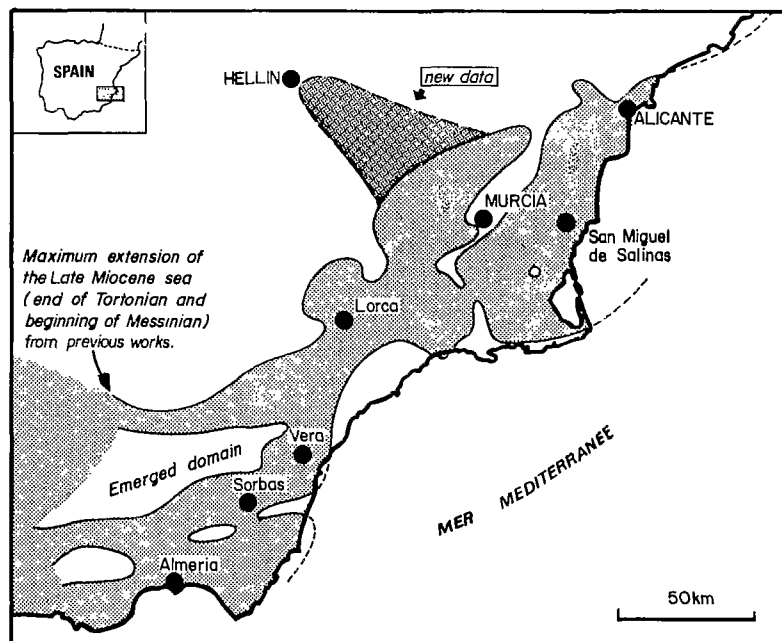 SPAIN
HELLIN
new data
ALICANTE
MURCIA
San Miguel
de Salinas
Maximum extension of
the Late Miocene sea
(end of Tortonian and
beginning of Messinian)
from previous works.
Lorca
Vera
Emerged domain
Sorbas
MER MEDITERRANÉE
Almeria
50km